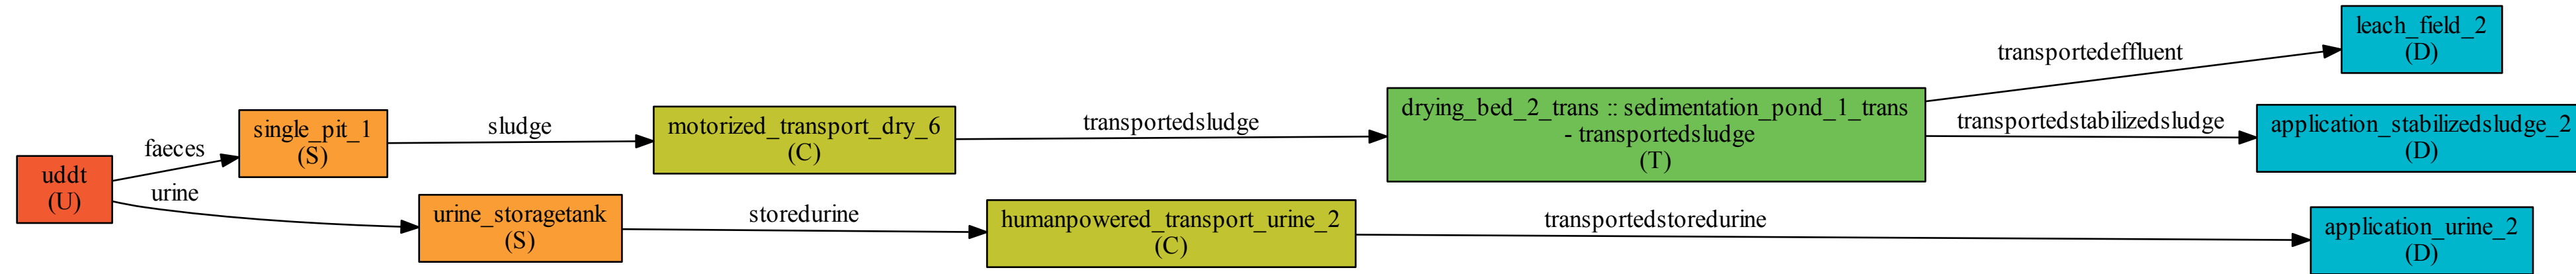 uddt
(U)
faeces
urine
single_pit_1
(S)
urine_storagetank
(S)
sludge
storedurine
motorized_transport_dry_6
(C)
humanpowered_transport_urine_2
(C)
transportedsludge
transportedstoredurine
drying_bed_2_trans :: sedimentation_pond_1_trans
- transportedsludge
(T)
transportedeffluent
transportedstabilizedsludge
leach_field_2
(D)
application_stabilizedsludge_2
(D)
application_urine_2
(D)